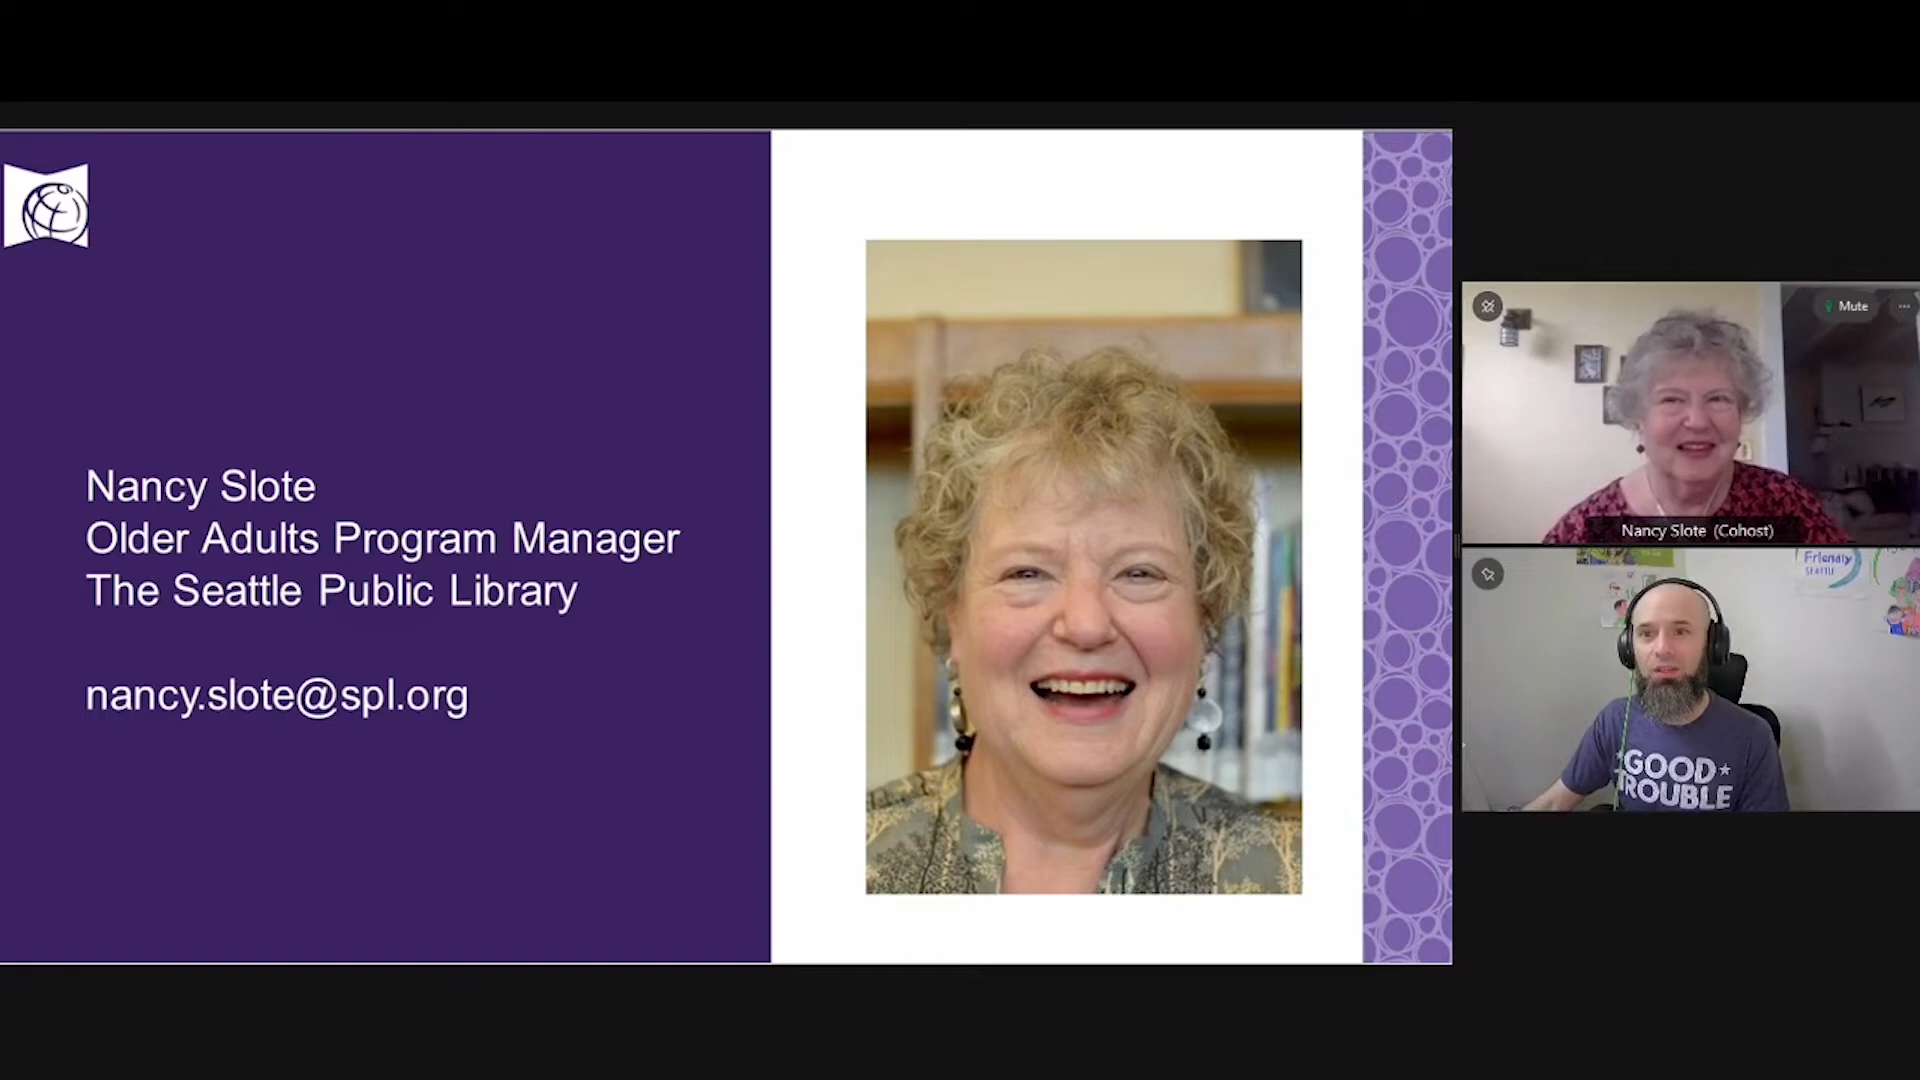 Nancy Slote
Older Adults Program Manager
The Seattle Public Library
nancy.slote@spl.org
Mute
Nancy Slote (Cohost)
Friendly
SEATTLE
GOOD
TROUBLE